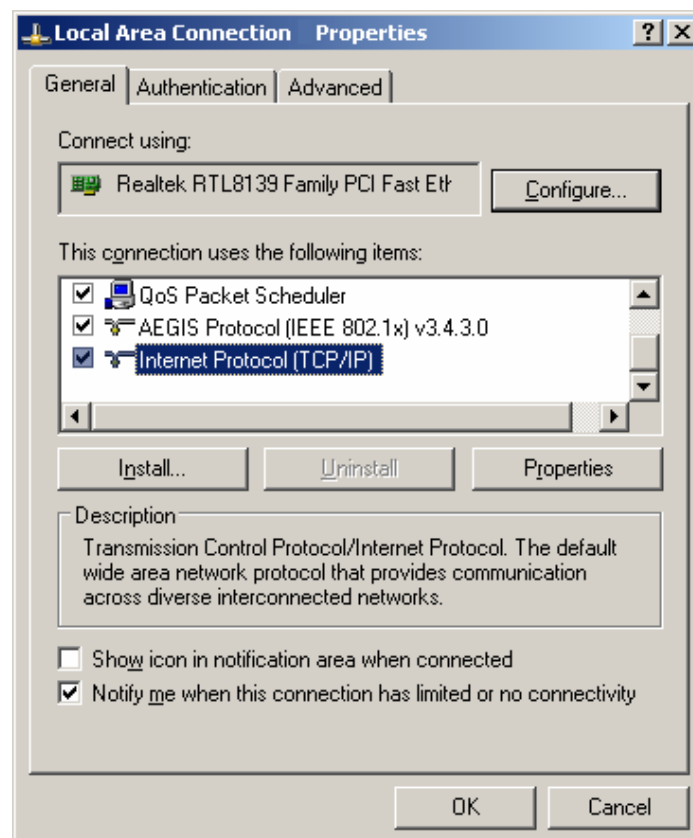 Local Area Connection Properties
? X
General Authentication Advanced
Connect using:
Realtek RTL8139 Family PCI Fast Eth
Configure...
This connection uses the following items:
QoS Packet Scheduler
AEGIS Protocol (IEEE 802.1x) v3.4.3.0
Internet Protocol (TCP/IP)
Install... Uninstall Properties
Description
Transmission Control Protocol/Internet Protocol. The default
wide area network protocol that provides communication
across diverse interconnected networks.
Show icon in notification area when connected
Notify me when this connection has limited or no connectivity
OK Cancel